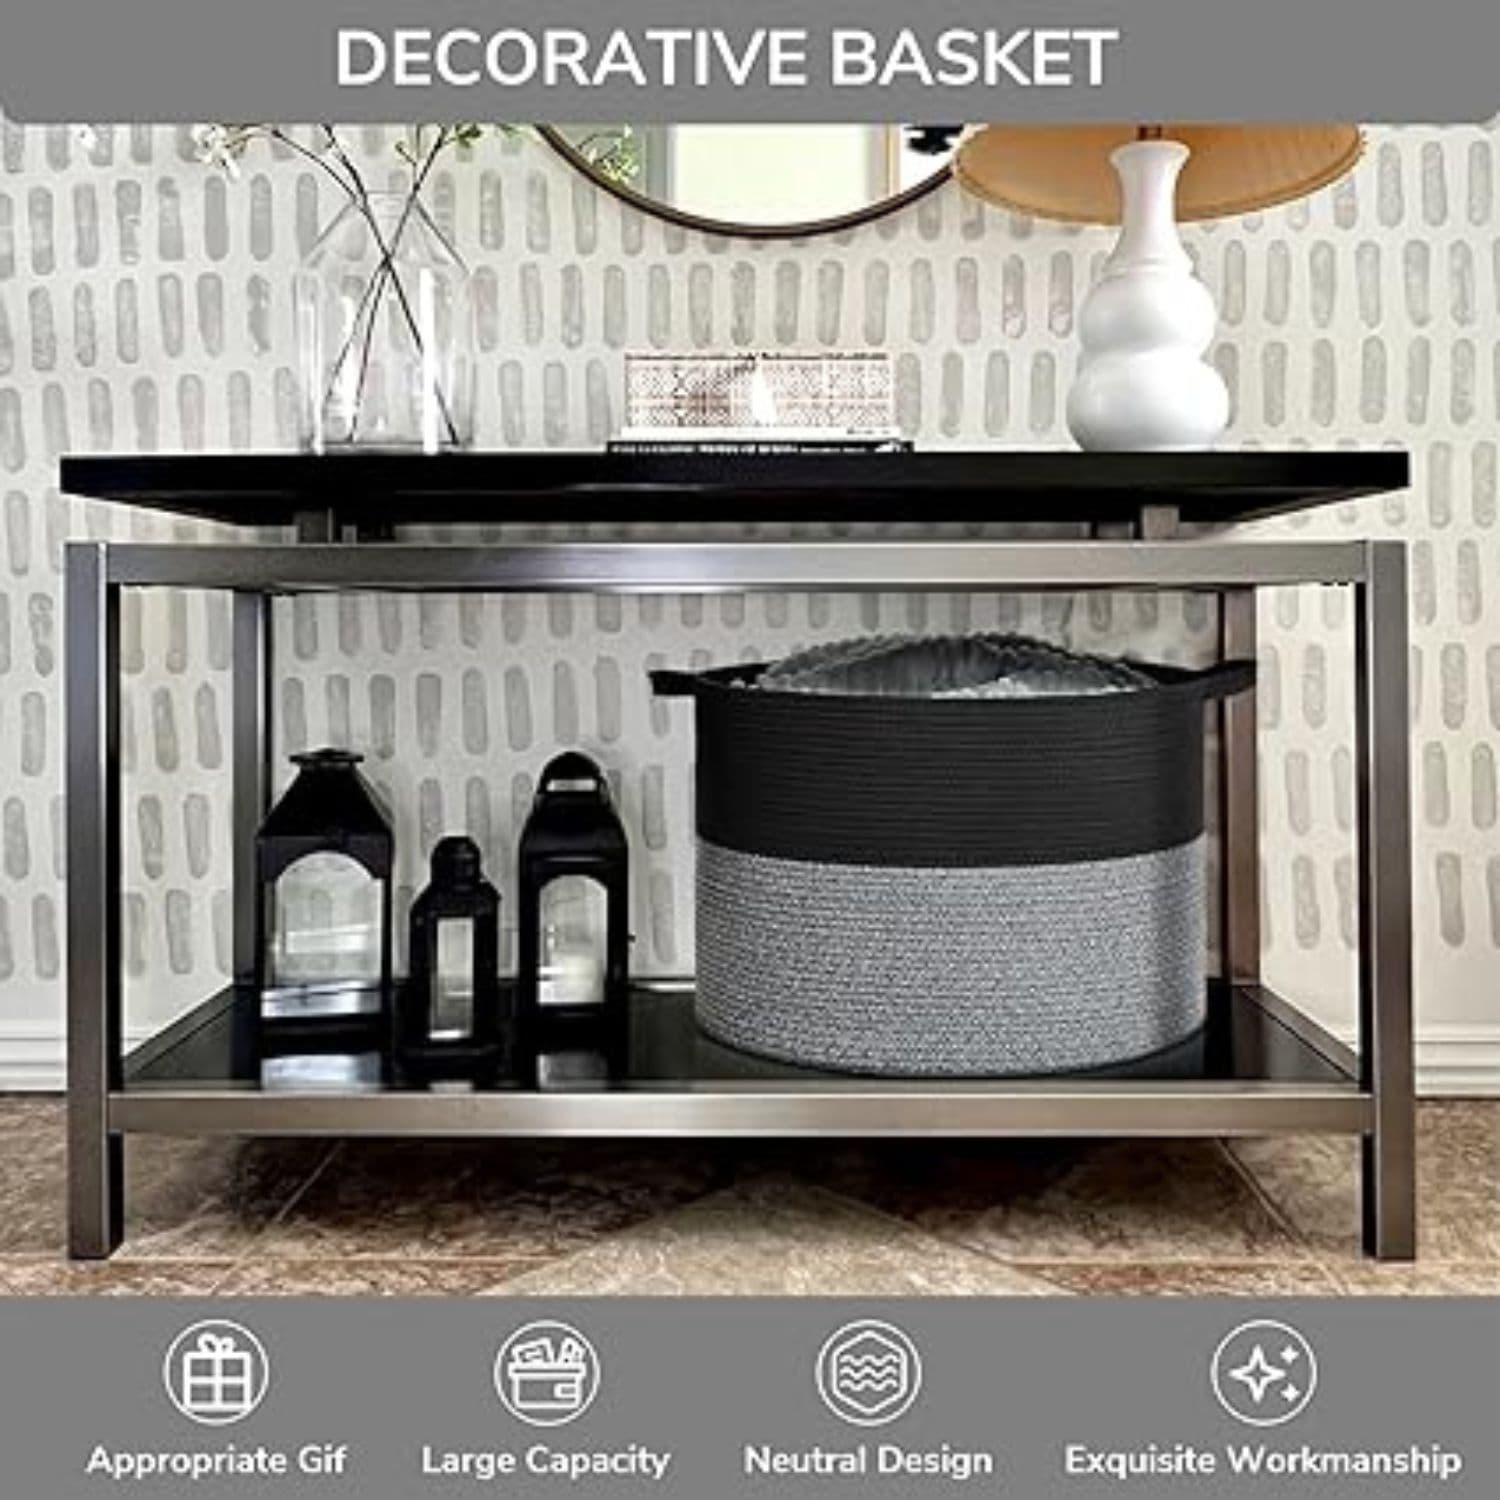 DECORATIVE BASKET
Appropriate Gif
Large Capacity
Neutral Design
Exquisite Workmanship